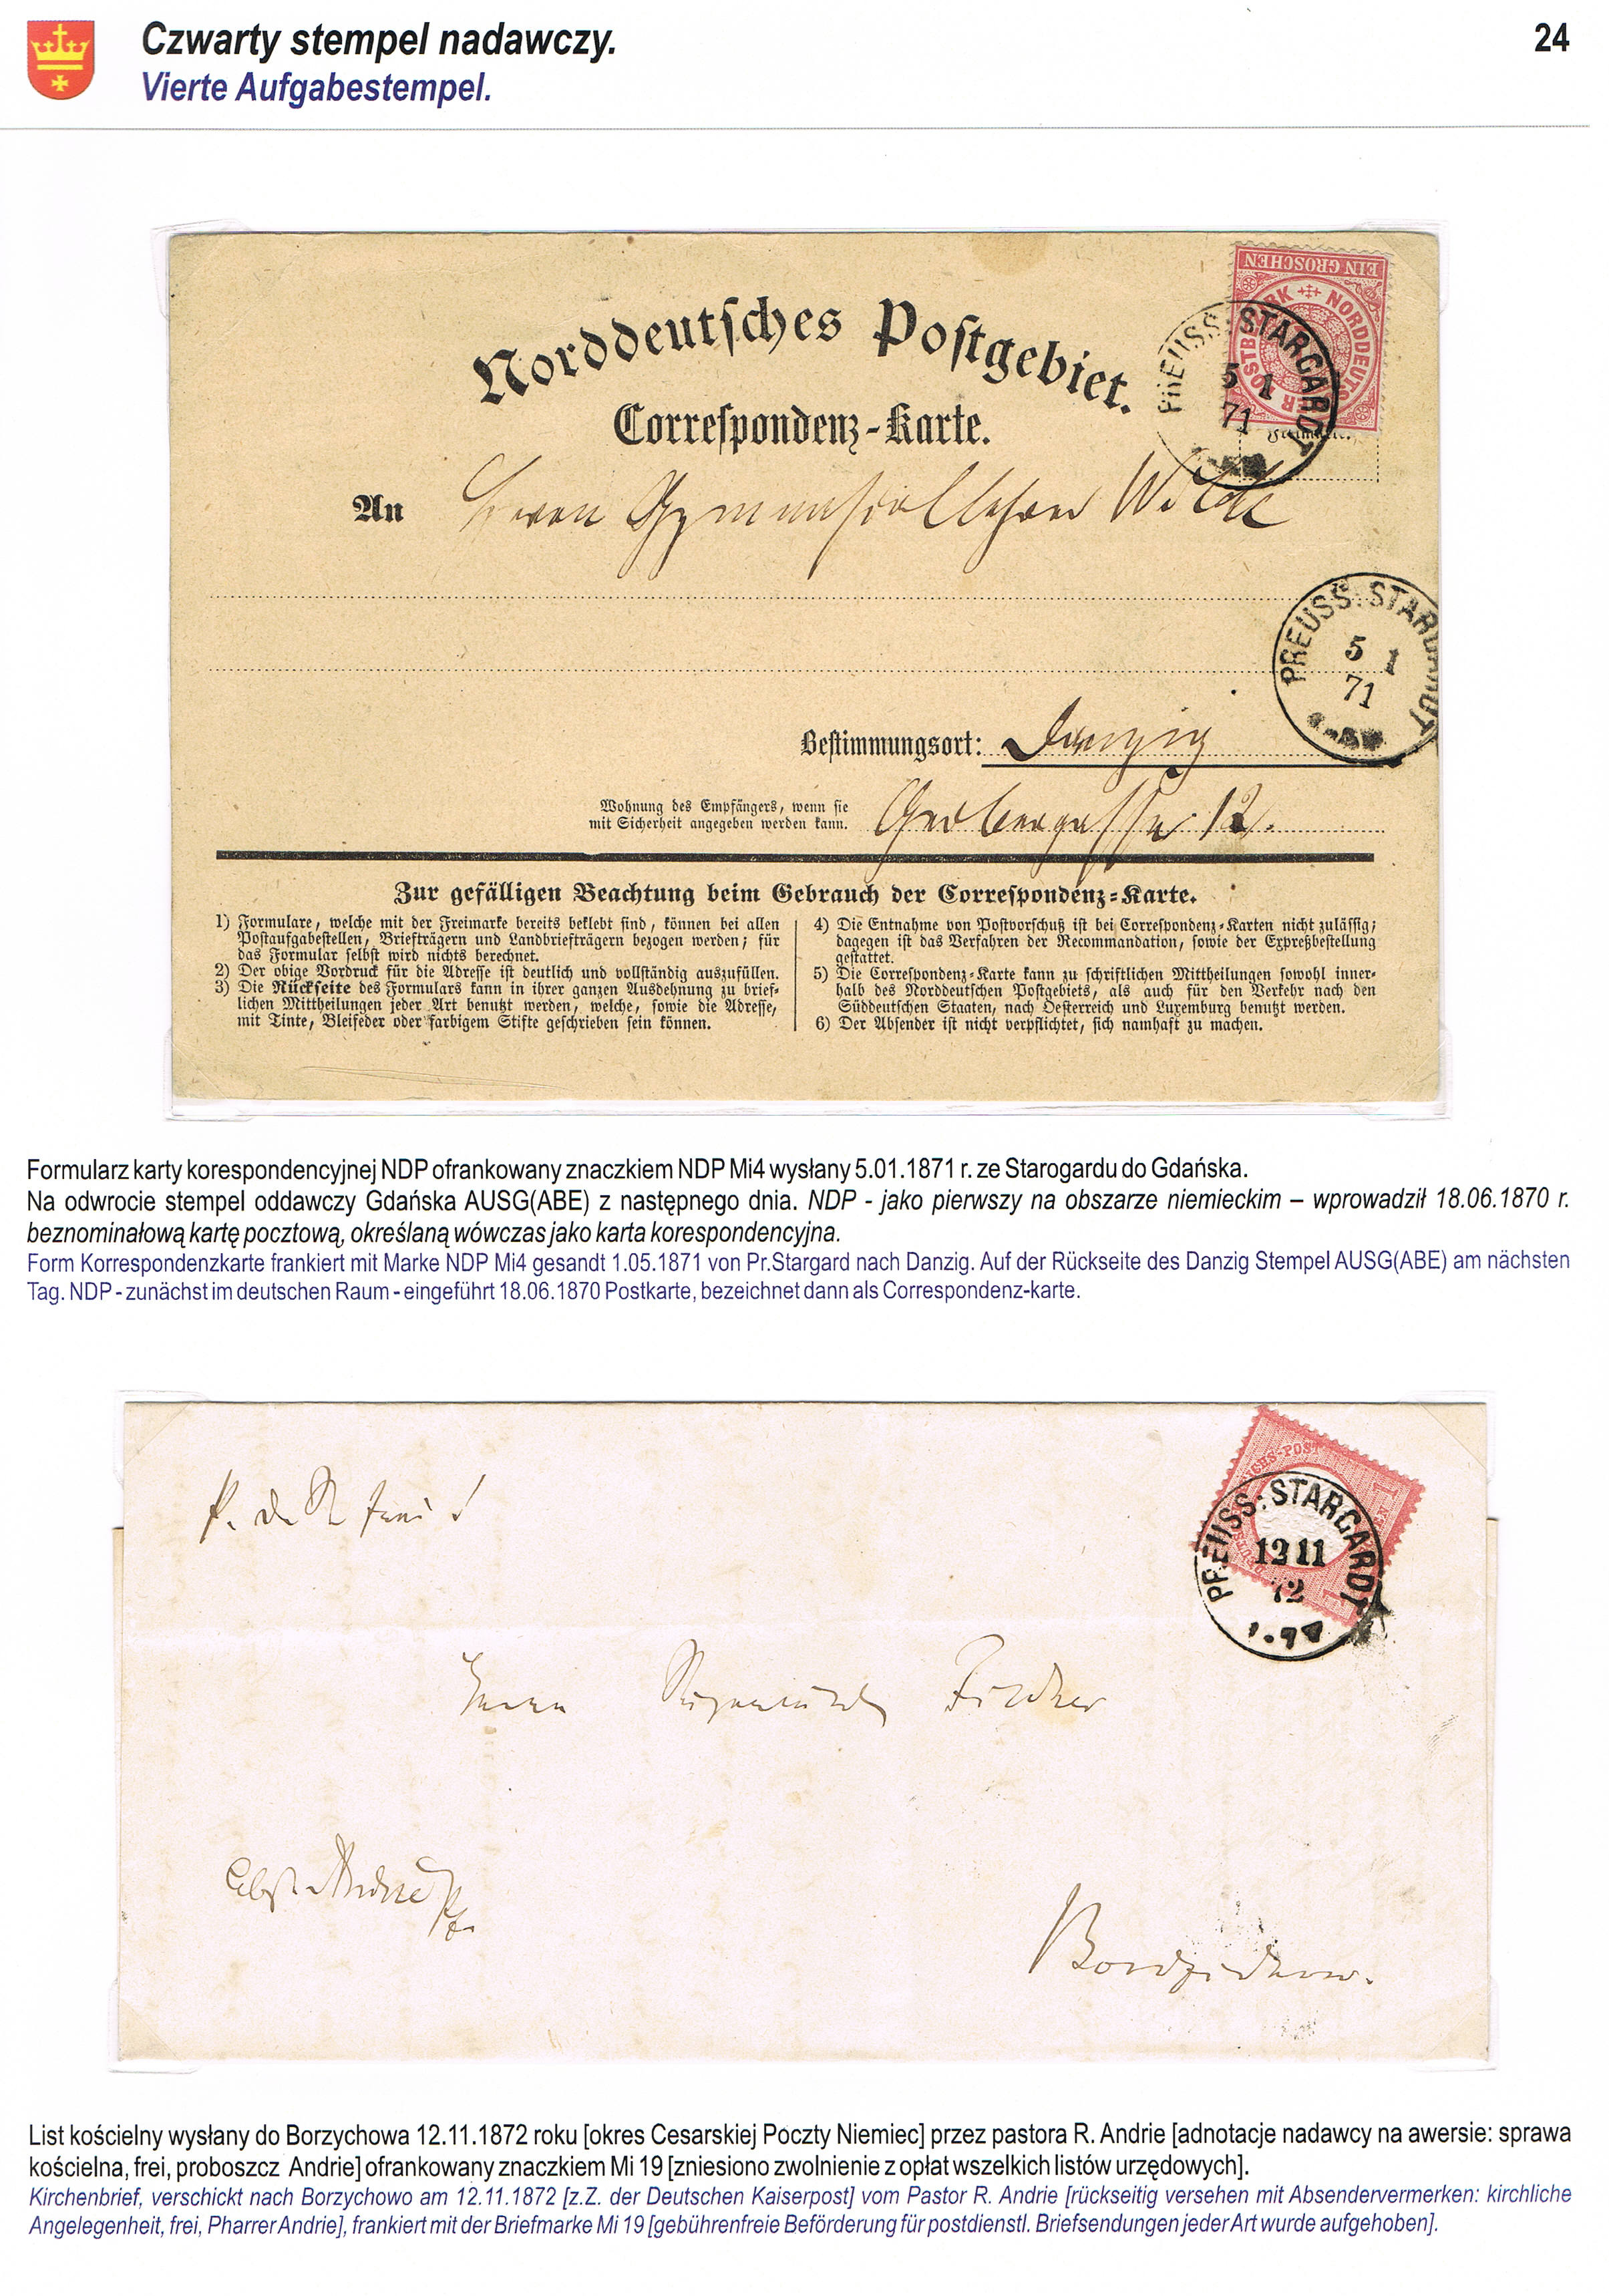 Czwarty stempel nadawczy.
24
Vierte Aufgabestempel.
Norddeutsches Postgebiet.
Correspondenz-Karte.
EIN GROSCHEN
NORDDEUTS
POSTBE
RK
PREUSS: STARGARDT
5 1
71
An Herrn Gymnasiallehrer
PREUSS: STARGARDT
5 1
71
Bestimmungsort: Danzig
Wohnung des Empfängers, wenn sie
mit Sicherheit angegeben werden kann.
Zur gefälligen Beachtung beim Gebrauch der Correspondenz-Karte.
1) Formulare, welche mit der Freimarke bereits beklebt sind, können bei allen
Postaufgabestellen, Briefträgern und Landbriefträgern bezogen werden; für
das Formular selbst wird nichts berechnet.
2) Der obige Vordruck für die Adresse ist deutlich und vollständig auszufüllen.
3) Die Rückseite des Formulars kann in ihrer ganzen Ausdehnung zu brief-
lichen Mittheilungen jeder Art benutzt werden, welche, sowie die Adresse,
mit Tinte, Bleifeder oder farbigem Stifte geschrieben sein können.
4) Die Entnahme von Postvorschuß ist bei Correspondenz-Karten nicht zulässig;
dagegen ist das Verfahren der Recommandation, sowie der Expreßbestellung
gestattet.
5) Die Correspondenz-Karte kann zu schriftlichen Mittheilungen sowohl inner-
halb des Norddeutschen Postgebiets, als auch für den Verkehr nach den
Süddeutschen Staaten, nach Oesterreich und Luxemburg benutzt werden.
6) Der Absender ist nicht verpflichtet, sich namhaft zu machen.
Formularz karty korespondencyjnej NDP ofrankowany znaczkiem NDP Mi4 wysłany 5.01.1871 r. ze Starogardu do Gdańska.
Na odwrocie stempel oddawczy Gdańska AUSG(ABE) z następnego dnia. NDP - jako pierwszy na obszarze niemieckim – wprowadził 18.06.1870 r.
beznominałową kartę pocztową, określaną wówczas jako karta korespondencyjna.
Form Korrespondenzkarte frankiert mit Marke NDP Mi4 gesandt 1.05.1871 von Pr.Stargard nach Danzig. Auf der Rückseite des Danzig Stempel AUSG(ABE) am nächsten
Tag. NDP - zunächst im deutschen Raum - eingeführt 18.06.1870 Postkarte, bezeichnet dann als Correspondenz-karte.
PREUSS: STARGARDT
12 11
72
Herrn Fischer
List kościelny wysłany do Borzychowa 12.11.1872 roku [okres Cesarskiej Poczty Niemiec] przez pastora R. Andrie [adnotacje nadawcy na awersie: sprawa
kościelna, frei, proboszcz Andrie] ofrankowany znaczkiem Mi 19 [zniesiono zwolnienie z opłat wszelkich listów urzędowych].
Kirchenbrief, verschickt nach Borzychowo am 12.11.1872 [z.Z. der Deutschen Kaiserpost] vom Pastor R. Andrie [rückseitig versehen mit Absendervermerken: kirchliche
Angelegenheit, frei, Pharrer Andrie], frankiert mit der Briefmarke Mi 19 [gebührenfreie Beförderung für postdienstl. Briefsendungen jeder Art wurde aufgehoben].